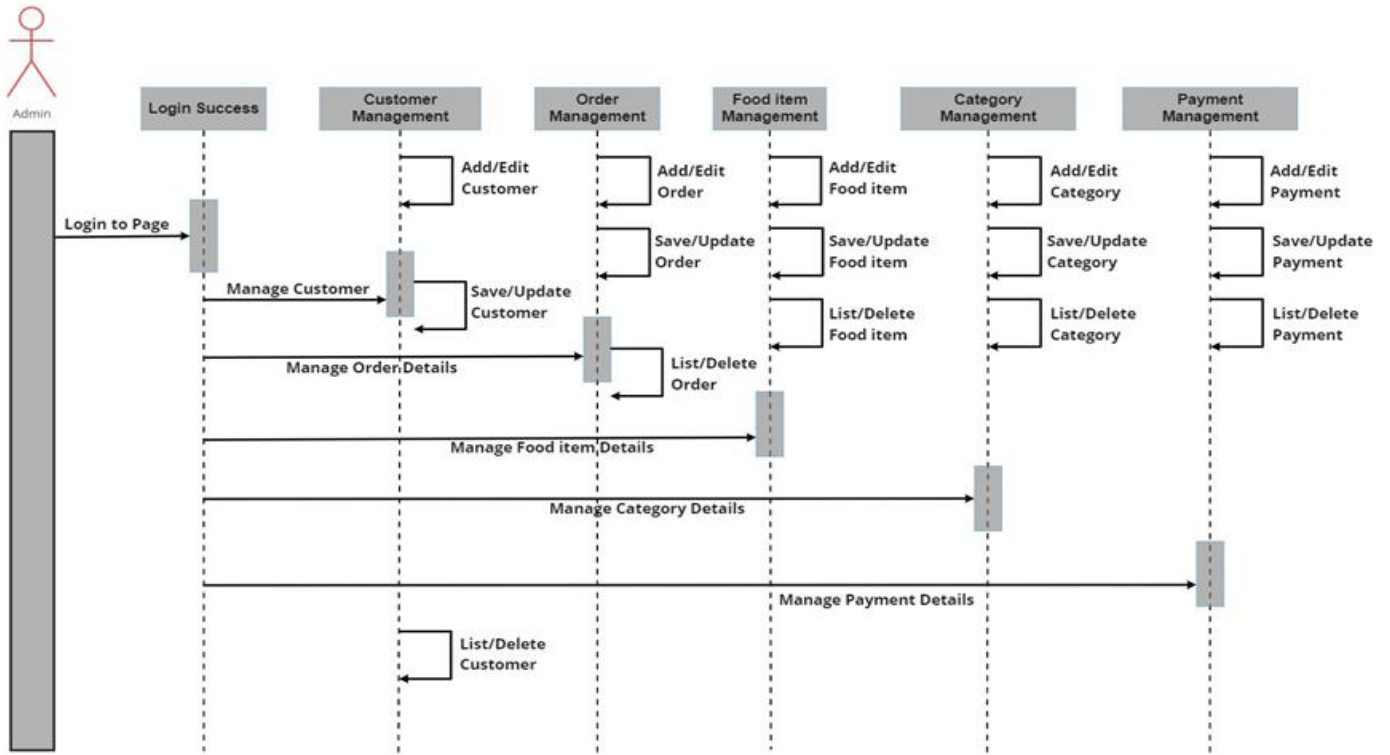 Admin
Login Success
Customer
Management
Order
Management
Food item
Management
Category
Management
Payment
Management
Add/Edit
Customer
Add/Edit
Order
Add/Edit
Food item
Add/Edit
Category
Add/Edit
Payment
Login to Page
Save/Update
Order
Save/Update
Food item
Save/Update
Category
Save/Update
Payment
Manage Customer
Save/Update
Customer
List/Delete
Food item
List/Delete
Category
List/Delete
Payment
Manage Order Details
List/Delete
Order
Manage Food item Details
Manage Category Details
Manage Payment Details
List/Delete
Customer